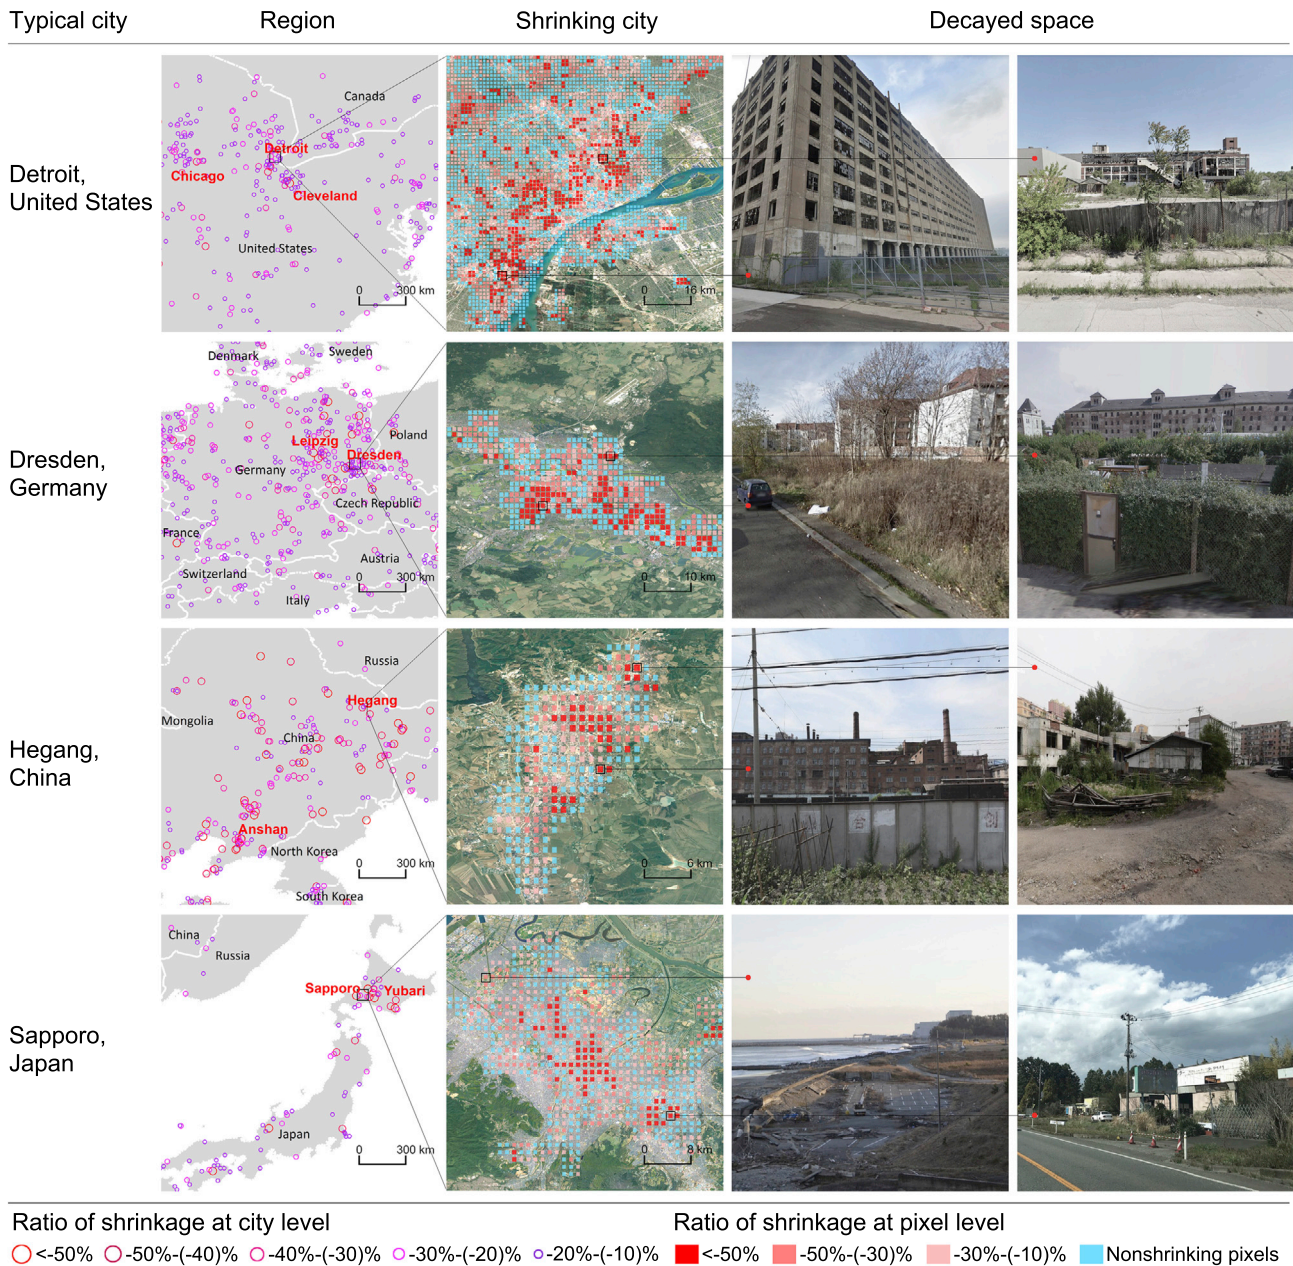 Typical city
Region
Shrinking city
Decayed space
Detroit,
United States
Canada
Detroit
Chicago
Cleveland
United States
0 300 km
0 16 km
Dresden,
Germany
Denmark
Sweden
Leipzig
Poland
Dresden
Germany
Czech Republic
France
Austria
Switzerland
Italy
0 300 km
0 10 km
Hegang,
China
Russia
Hegang
Mongolia
China
Anshan
North Korea
South Korea
0 300 km
0 6 km
Sapporo,
Japan
China
Russia
Sapporo
Yubari
Japan
0 300 km
0 8 km
Ratio of shrinkage at city level
<-50% -50%-(-40)% -40%-(-30)% -30%-(-20)% -20%-(-10)%
Ratio of shrinkage at pixel level
<-50% -50%-(-30)% -30%-(-10)% Nonshrinking pixels